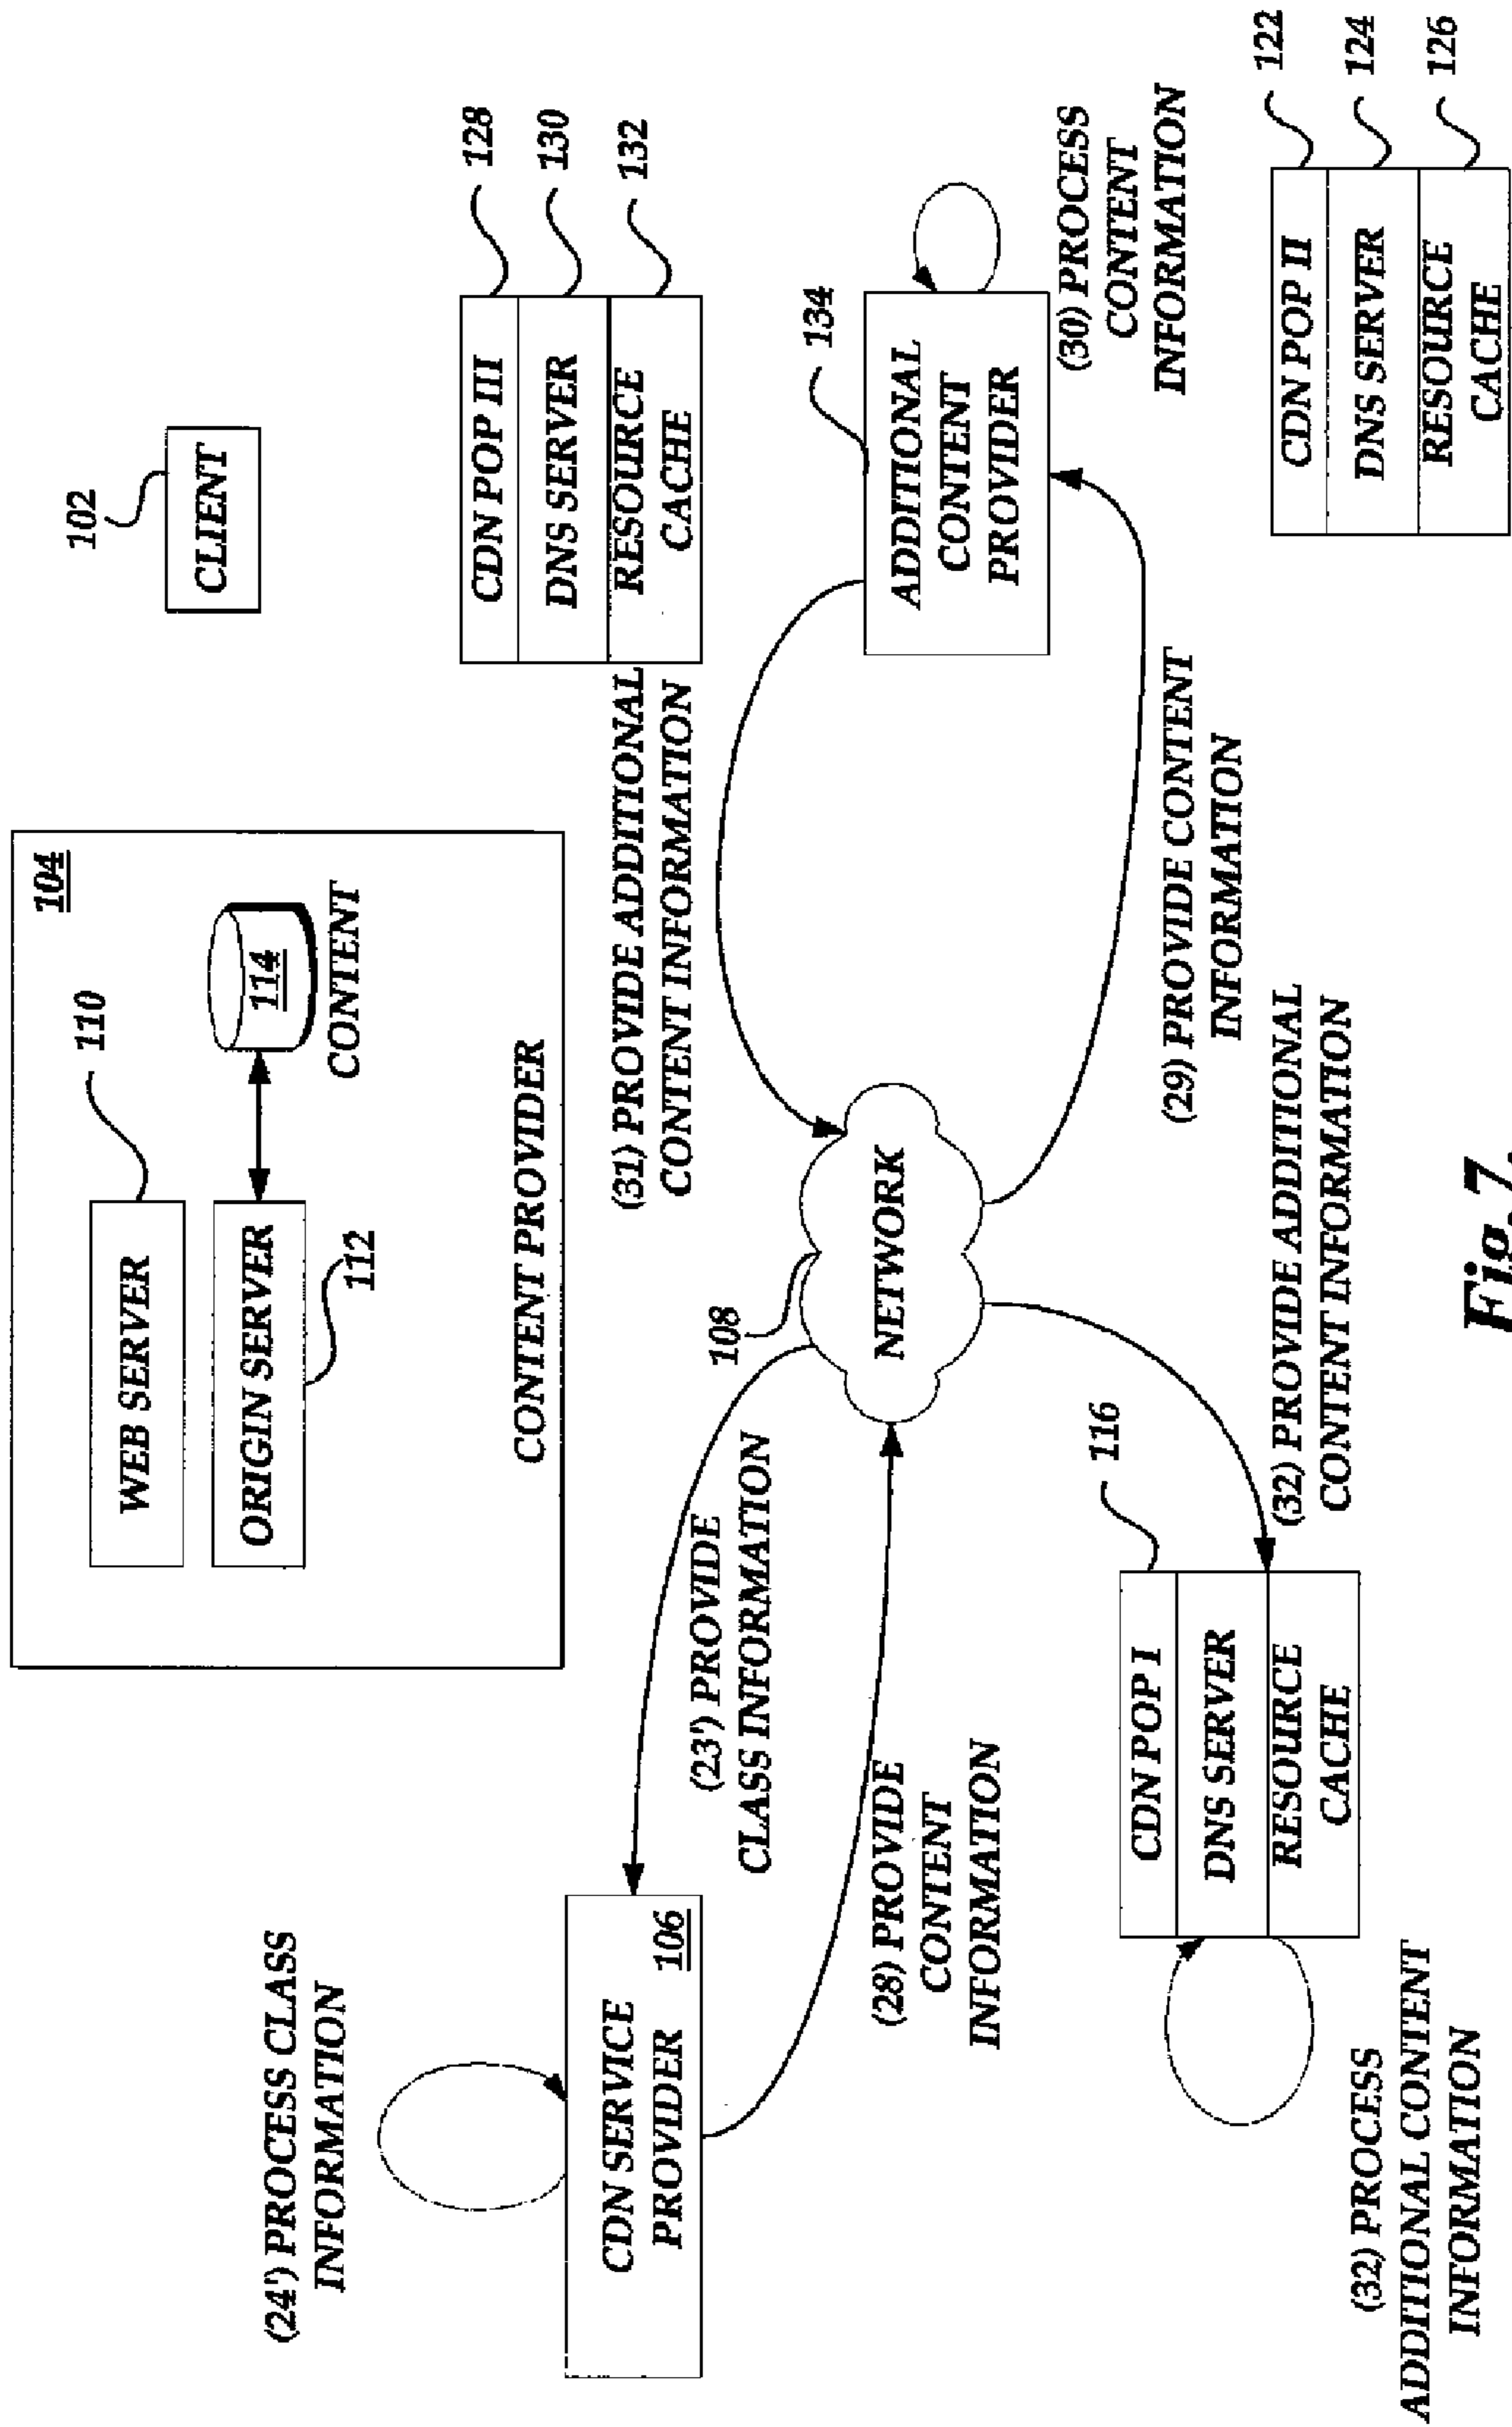 104
WEB SERVER
110
ORIGIN SERVER
112
114
CONTENT
CONTENT PROVIDER
102
CLIENT
(24') PROCESS CLASS
INFORMATION
CDN SERVICE
PROVIDER
106
(23') PROVIDE
CLASS INFORMATION
(28) PROVIDE
CONTENT
INFORMATION
108
NETWORK
(31) PROVIDE ADDITIONAL
CONTENT INFORMATION
CDN POP III
DNS SERVER
RESOURCE
CACHE
128
130
132
134
ADDITIONAL
CONTENT
PROVIDER
(30) PROCESS
CONTENT
INFORMATION
(29) PROVIDE CONTENT
INFORMATION
(32) PROVIDE ADDITIONAL
CONTENT INFORMATION
116
CDN POP I
DNS SERVER
RESOURCE
CACHE
(32) PROCESS
ADDITIONAL CONTENT
INFORMATION
CDN POP II
DNS SERVER
RESOURCE
CACHE
122
124
126
Fig. 7.